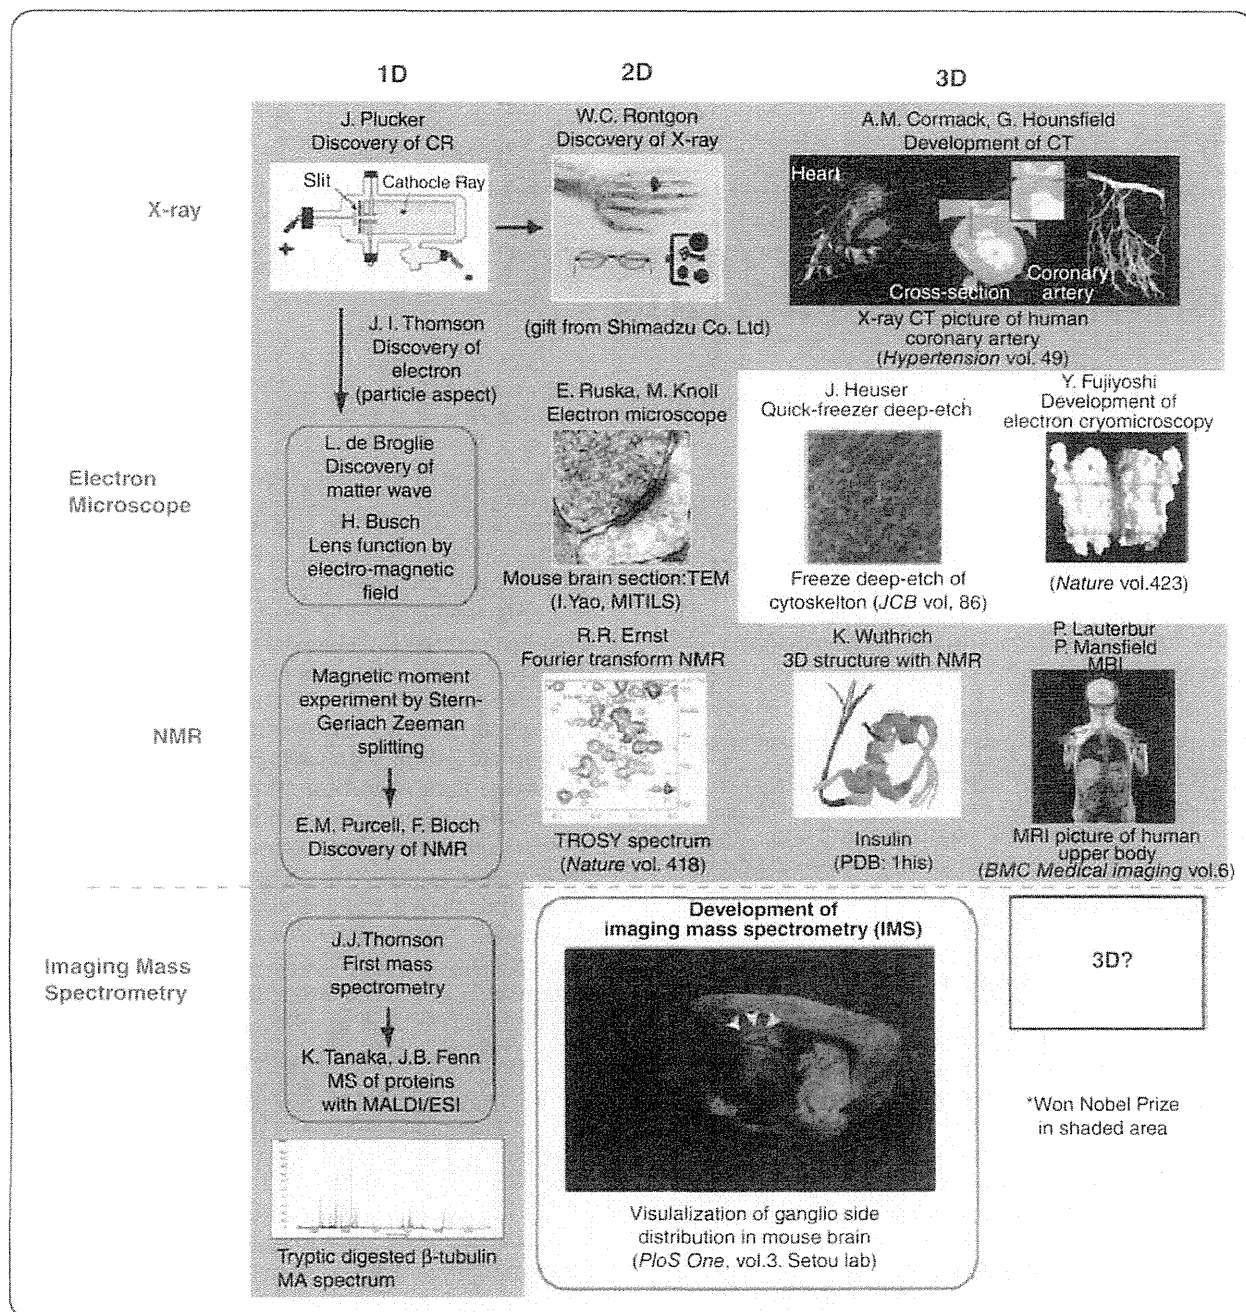 1D
2D
3D
X-ray
J. Plucker
Discovery of CR
Slit
Cathocle Ray
W.C. Rontgon
Discovery of X-ray
(gift from Shimadzu Co. Ltd)
A.M. Cormack, G. Hounsfield
Development of CT
Heart
Cross-section
Coronary
artery
X-ray CT picture of human
coronary artery
(Hypertension vol. 49)
J. I. Thomson
Discovery of
electron
(particle aspect)
Electron
Microscope
L. de Broglie
Discovery of
matter wave
H. Busch
Lens function by
electro-magnetic
field
E. Ruska, M. Knoll
Electron microscope
Mouse brain section:TEM
(I.Yao, MITILS)
J. Heuser
Quick-freezer deep-etch
Freeze deep-etch of
cytoskelton (JCB vol, 86)
Y. Fujiyoshi
Development of
electron cryomicroscopy
(Nature vol.423)
NMR
Magnetic moment
experiment by Stern-
Geriach Zeeman
splitting
E.M. Purcell, F. Bloch
Discovery of NMR
R.R. Ernst
Fourier transform NMR
TROSY spectrum
(Nature vol. 418)
K. Wuthrich
3D structure with NMR
Insulin
(PDB: 1his)
P. Lauterbur
P. Mansfield
MRI
MRI picture of human
upper body
(BMC Medical imaging vol.6)
Imaging Mass
Spectrometry
J.J.Thomson
First mass
spectrometry
K. Tanaka, J.B. Fenn
MS of proteins
with MALDI/ESI
Tryptic digested β-tubulin
MA spectrum
Development of
imaging mass spectrometry (IMS)
Visulalization of ganglio side
distribution in mouse brain
(PloS One, vol.3. Setou lab)
3D?
*Won Nobel Prize
in shaded area